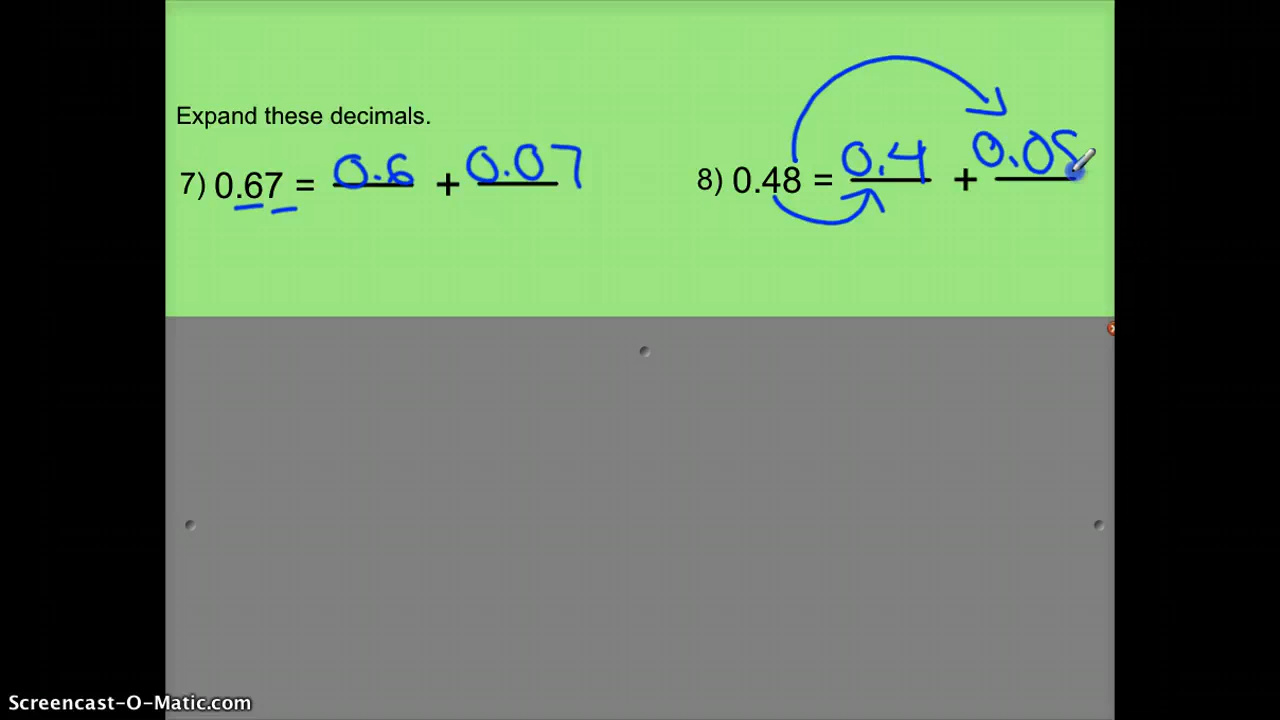 Expand these decimals.
7) 0.67 = 0.6 + 0.07
8) 0.48 = 0.4 + 0.08
Screencast-O-Matic.com